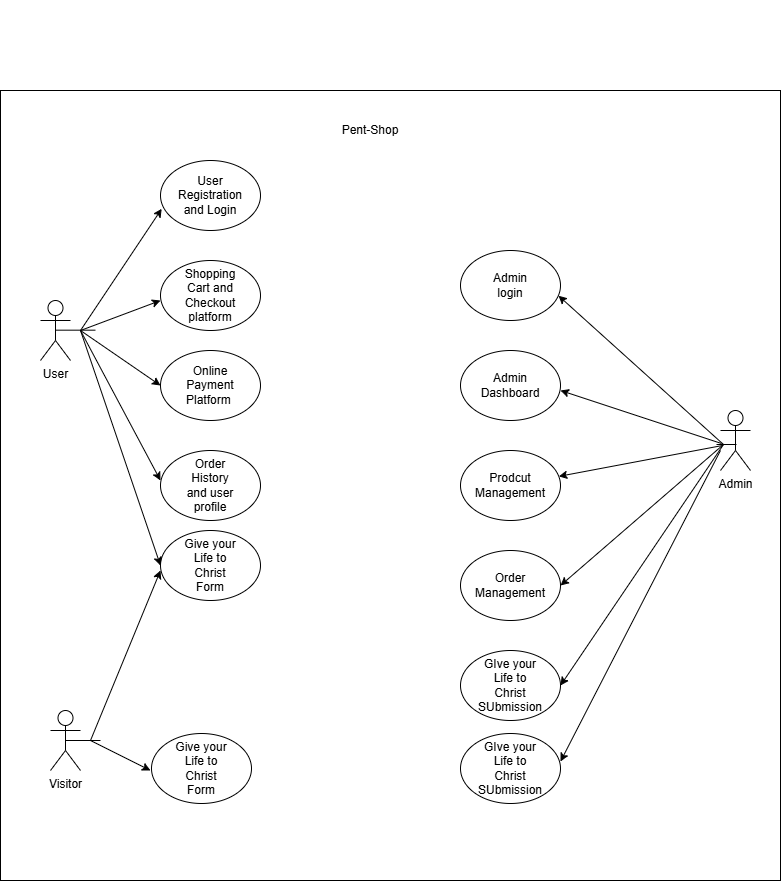 Pent-Shop
User
Registration
and Login
Shopping
Cart and
Checkout
platform
User
Online
Payment
Platform
Order
History
and user
profile
Give your
Life to
Christ
Form
Visitor
Give your
Life to
Christ
Form
Admin
login
Admin
Dashboard
Prodcut
Management
Admin
Order
Management
GIve your
Life to
Christ
SUbmission
GIve your
Life to
Christ
SUbmission